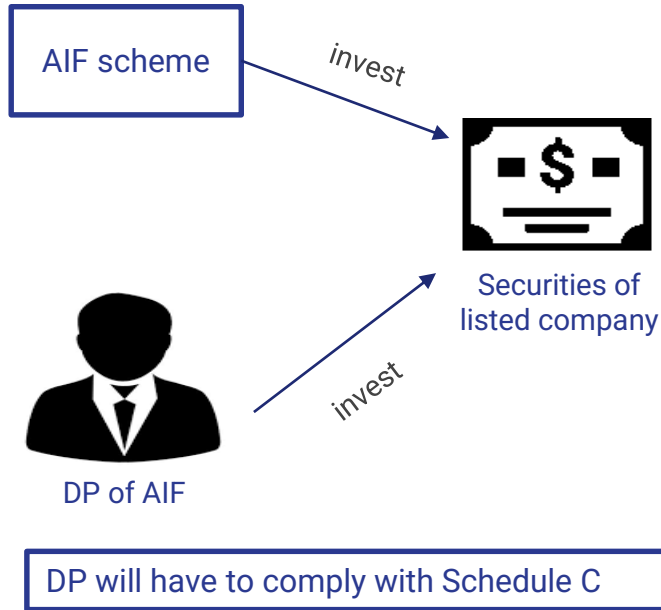 AIF scheme
invest
$
Securities of
listed company
invest
DP of AIF
DP will have to comply with Schedule C